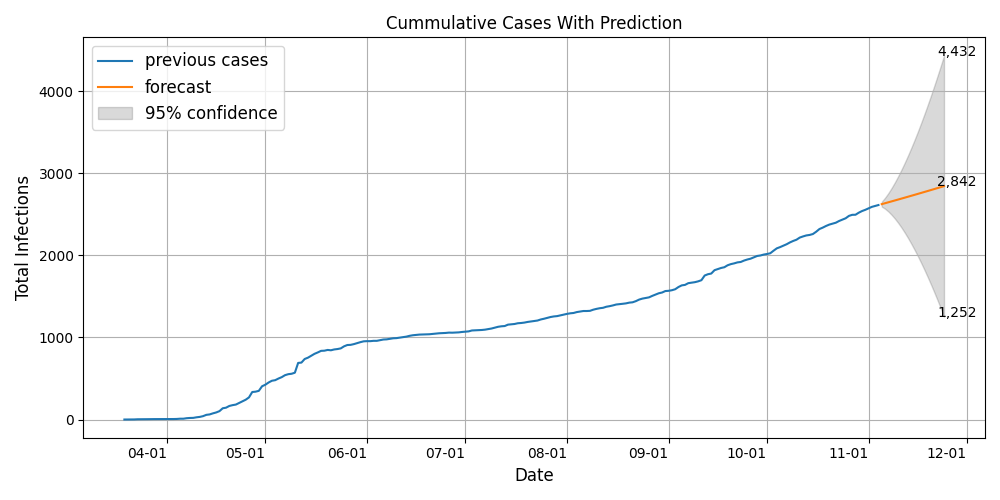 Cummulative Cases With Prediction
previous cases
forecast
95% confidence
4,432
2,842
1,252
Total Infections
4000
3000
2000
1000
0
04-01 05-01 06-01 07-01 08-01 09-01 10-01 11-01 12-01
Date